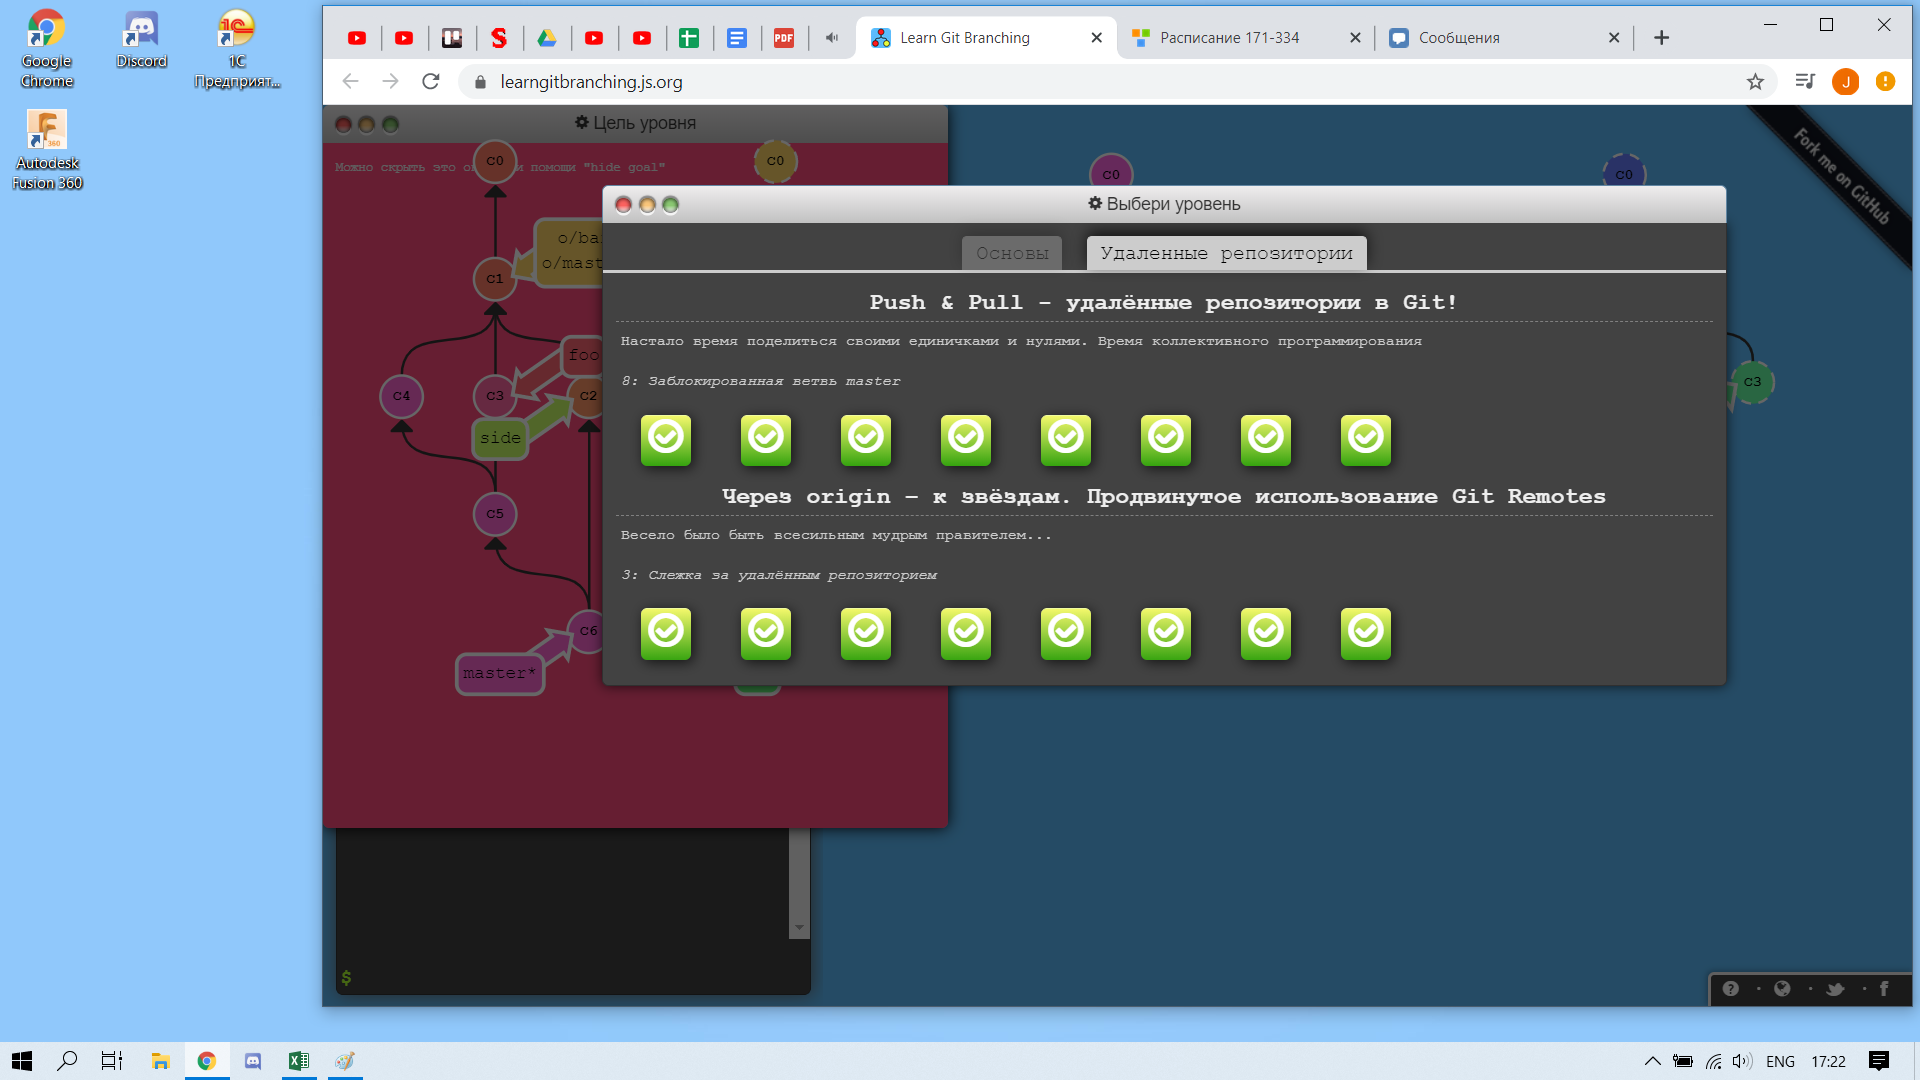 Google Chrome
Discord
1C Предприят...
Autodesk Fusion 360
Learn Git Branching
Расписание 171-334
Сообщения
learngitbranching.js.org
J
Цель уровня
Можно скрыть это помощи "hide goal"
C0
C0
C0
C0
Fork me on GitHub
C1
foo
C4
C3
C2
C3
side
C5
C6
master*
Выбери уровень
Основы
Удаленные репозитории
Push & Pull - удалённые репозитории в Git!
Настало время поделиться своими единичками и нулями. Время коллективного программирования
8: Заблокированная ветвь master
Через origin – к звёздам. Продвинутое использование Git Remotes
Весело было быть всесильным мудрым правителем...
3: Слежка за удалённым репозиторием
$
ENG
17:22